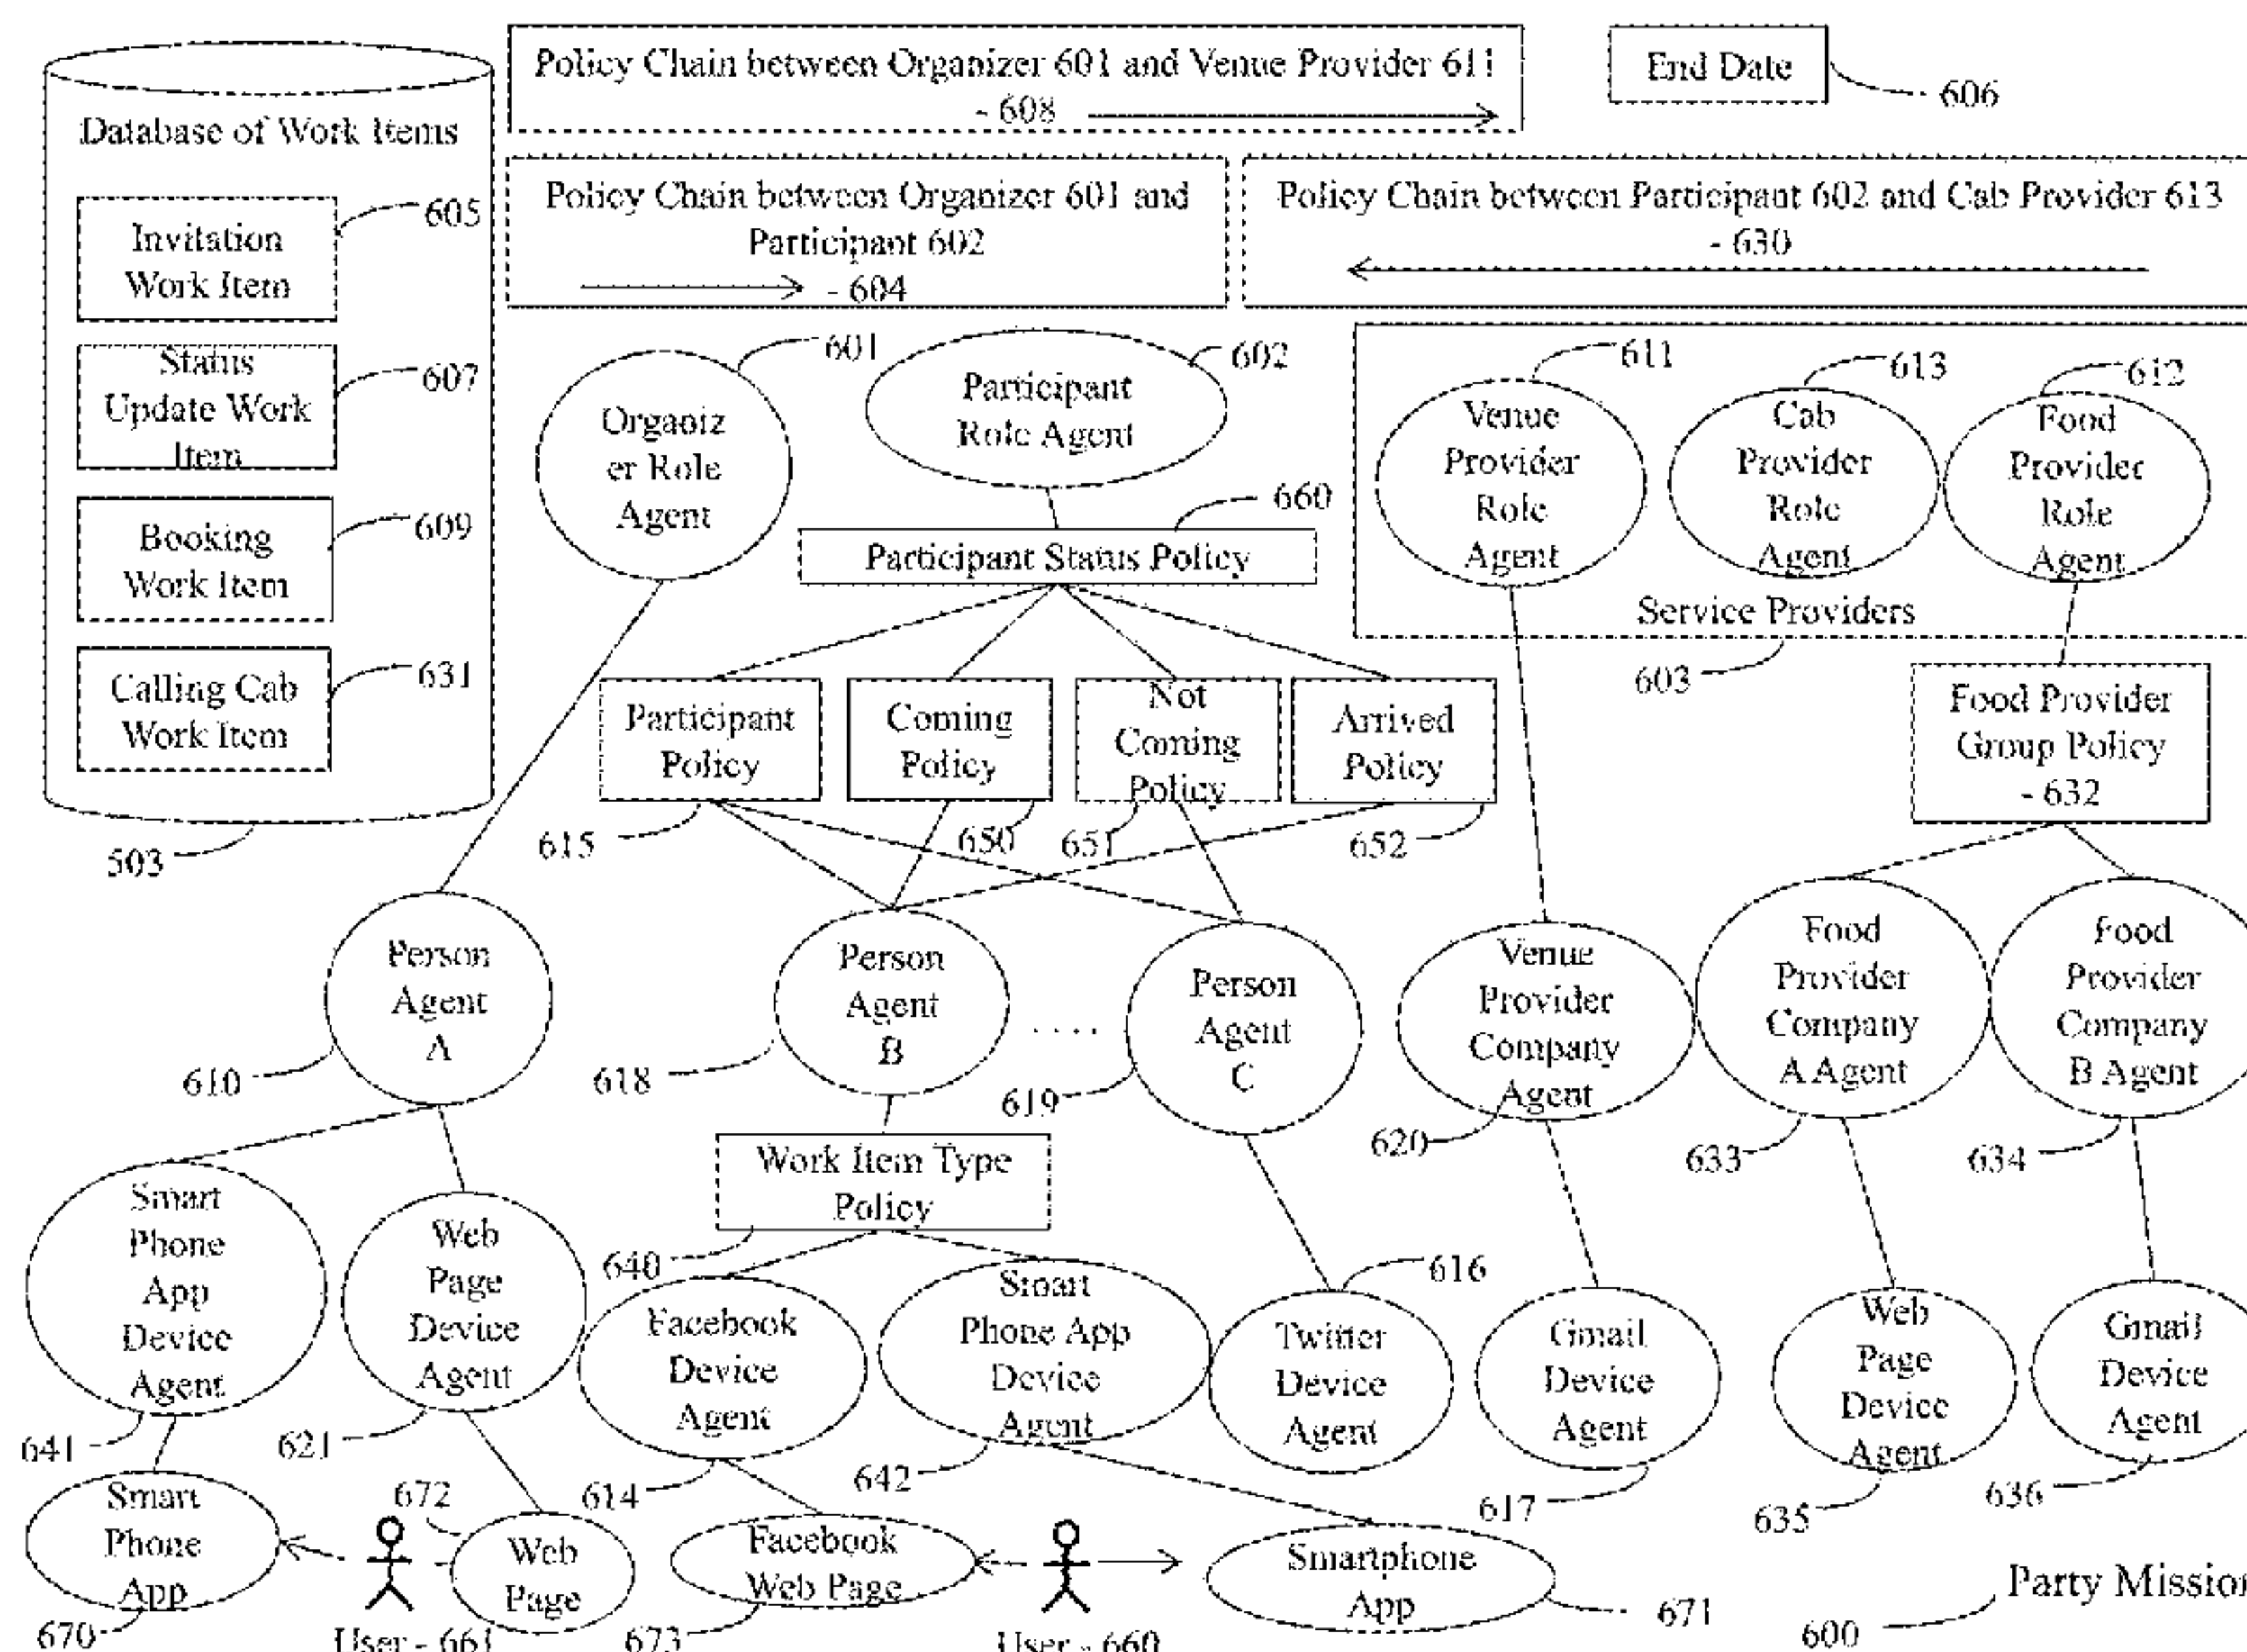 Policy Chain between Organizer 601 and Venue Provider 611
- 608
End Date
606
Database of Work Items
Policy Chain between Organizer 601 and
Participant 602
- 604
Policy Chain between Participant 602 and Cab Provider 613
- 630
Invitation
Work Item
605
Status
Update Work
Item
607
Booking
Work Item
609
Calling Cab
Work Item
631
503
Organiz
er Role
Agent
601
Participant
Role Agent
602
Venue
Provider
Role
Agent
611
Cab
Provider
Role
Agent
613
Food
Provider
Role
Agent
612
Service Providers
603
Participant Status Policy
660
Participant
Policy
615
Coming
Policy
650
Not
Coming
Policy
651
Arrived
Policy
652
Food Provider
Group Policy
- 632
Person
Agent
A
610
Person
Agent
B
618
....
Person
Agent
C
619
Venue
Provider
Company
Agent
620
Food
Provider
Company
A Agent
633
Food
Provider
Company
B Agent
634
Work Item Type
Policy
640
Smart
Phone
App
Device
Agent
641
Web
Page
Device
Agent
621
Facebook
Device
Agent
614
Smart
Phone App
Device
Agent
642
Twitter
Device
Agent
616
Gmail
Device
Agent
617
Web
Page
Device
Agent
635
Gmail
Device
Agent
636
Smart
Phone
App
670
User - 661
672
Web
Page
Facebook
Web Page
673
User - 660
Smartphone
App
671
Party Mission
600